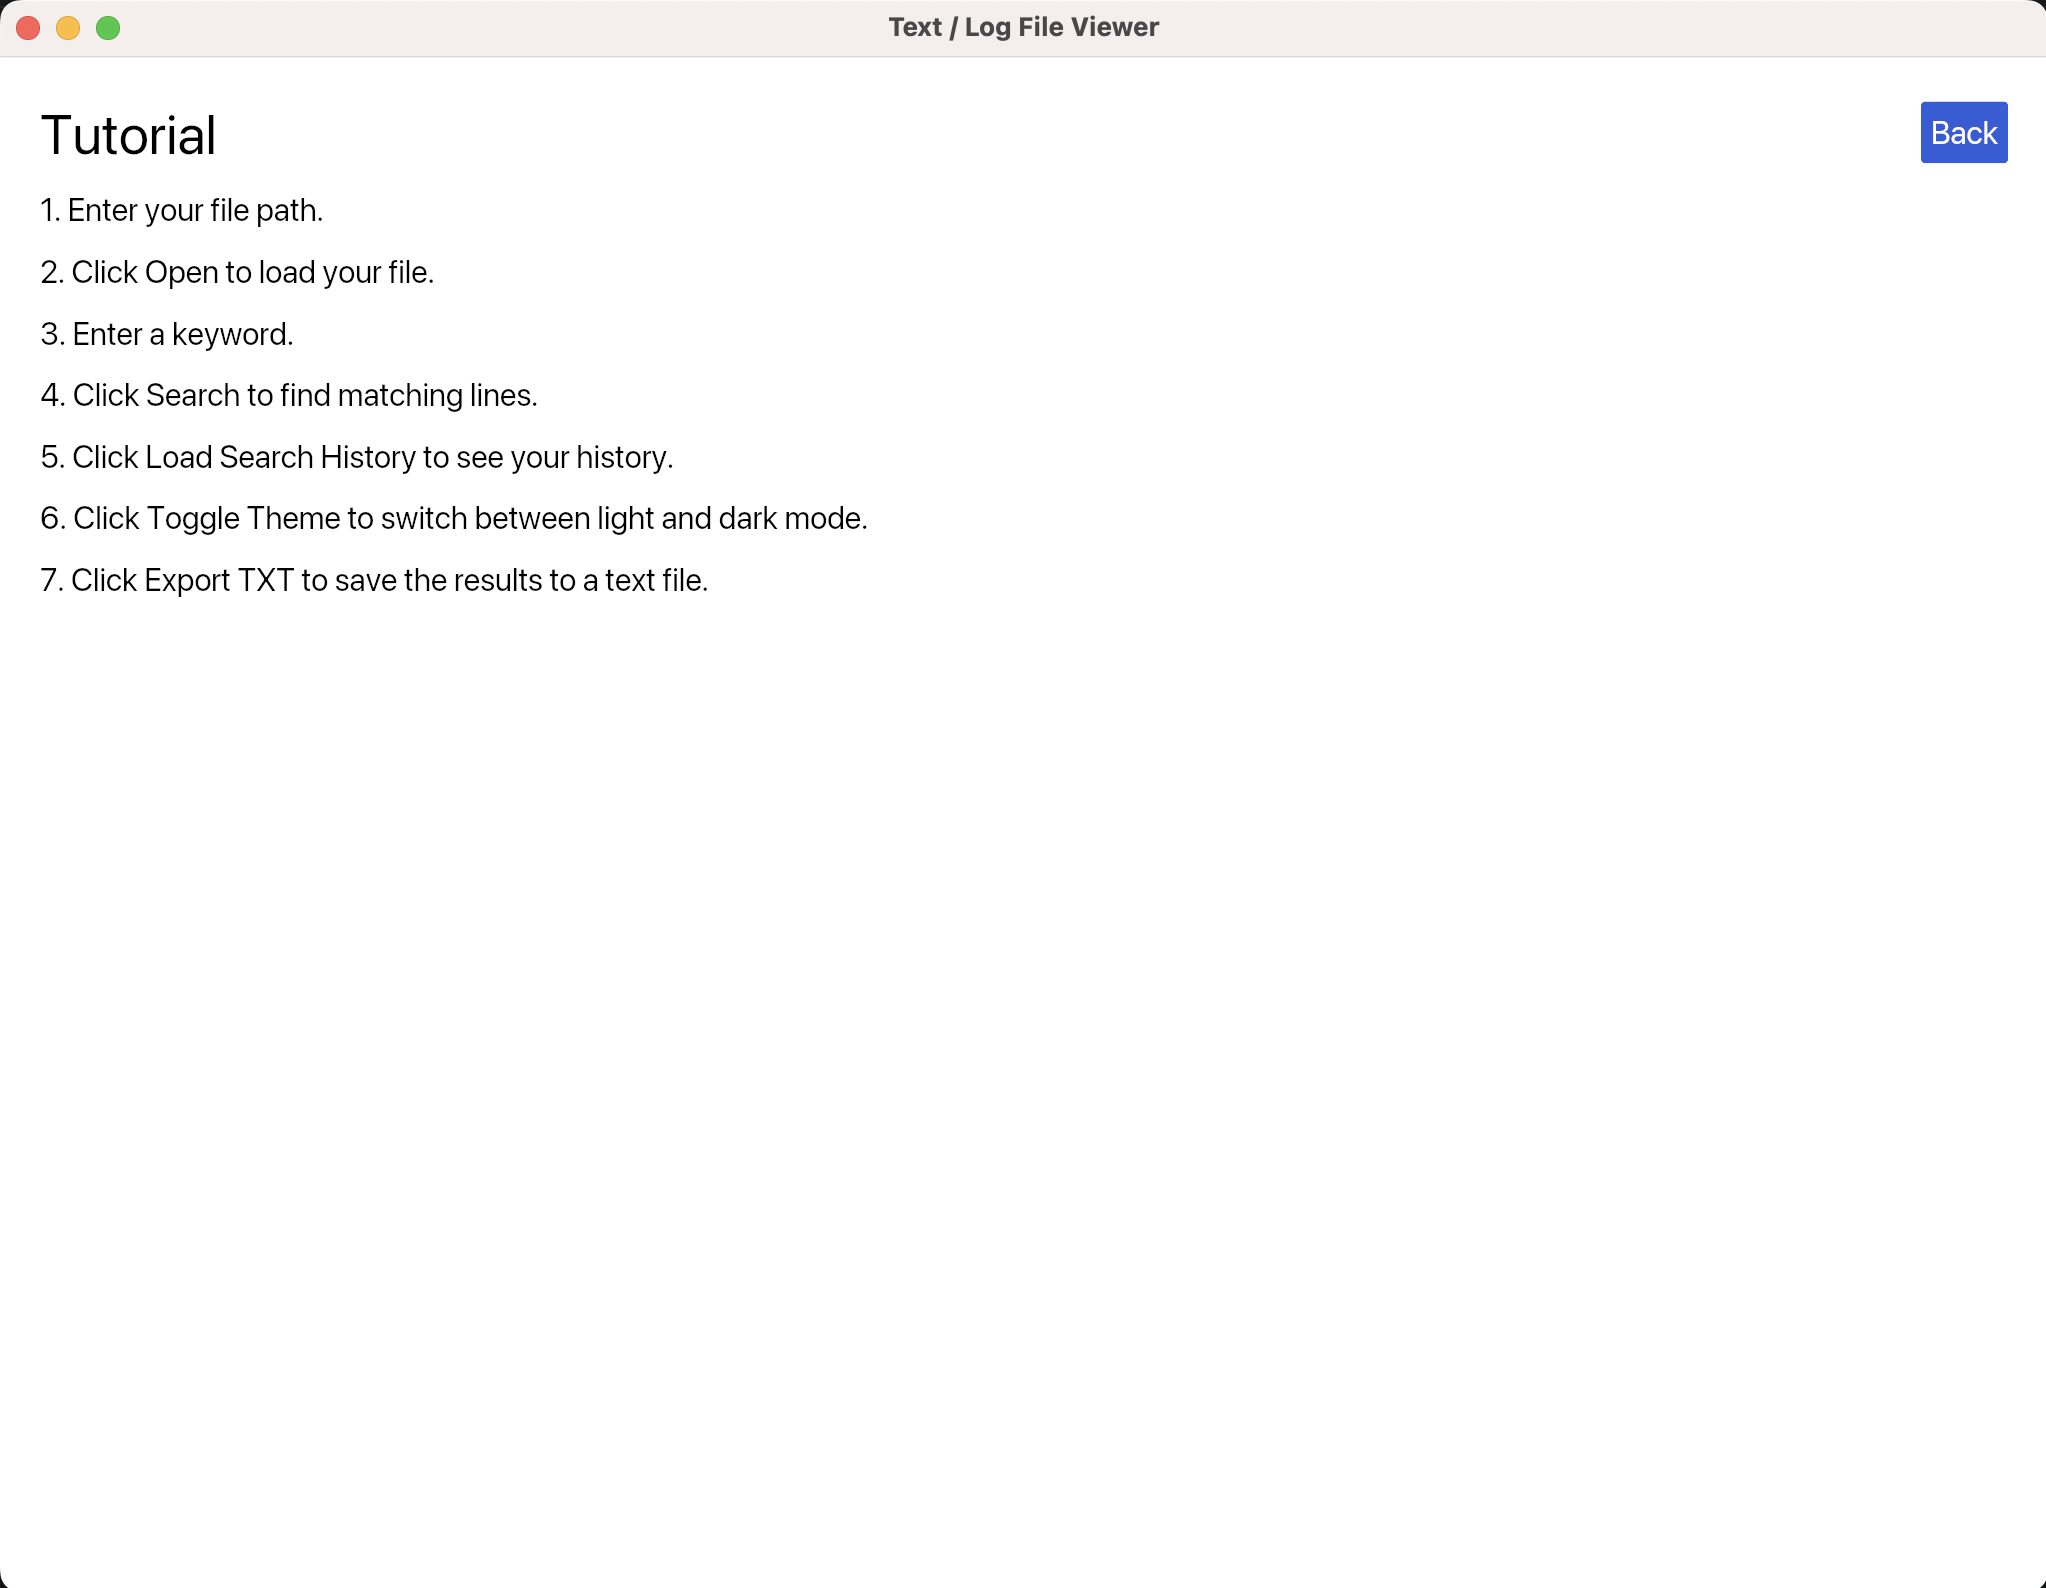 Text / Log File Viewer
Tutorial
Back
1. Enter your file path.
2. Click Open to load your file.
3. Enter a keyword.
4. Click Search to find matching lines.
5. Click Load Search History to see your history.
6. Click Toggle Theme to switch between light and dark mode.
7. Click Export TXT to save the results to a text file.